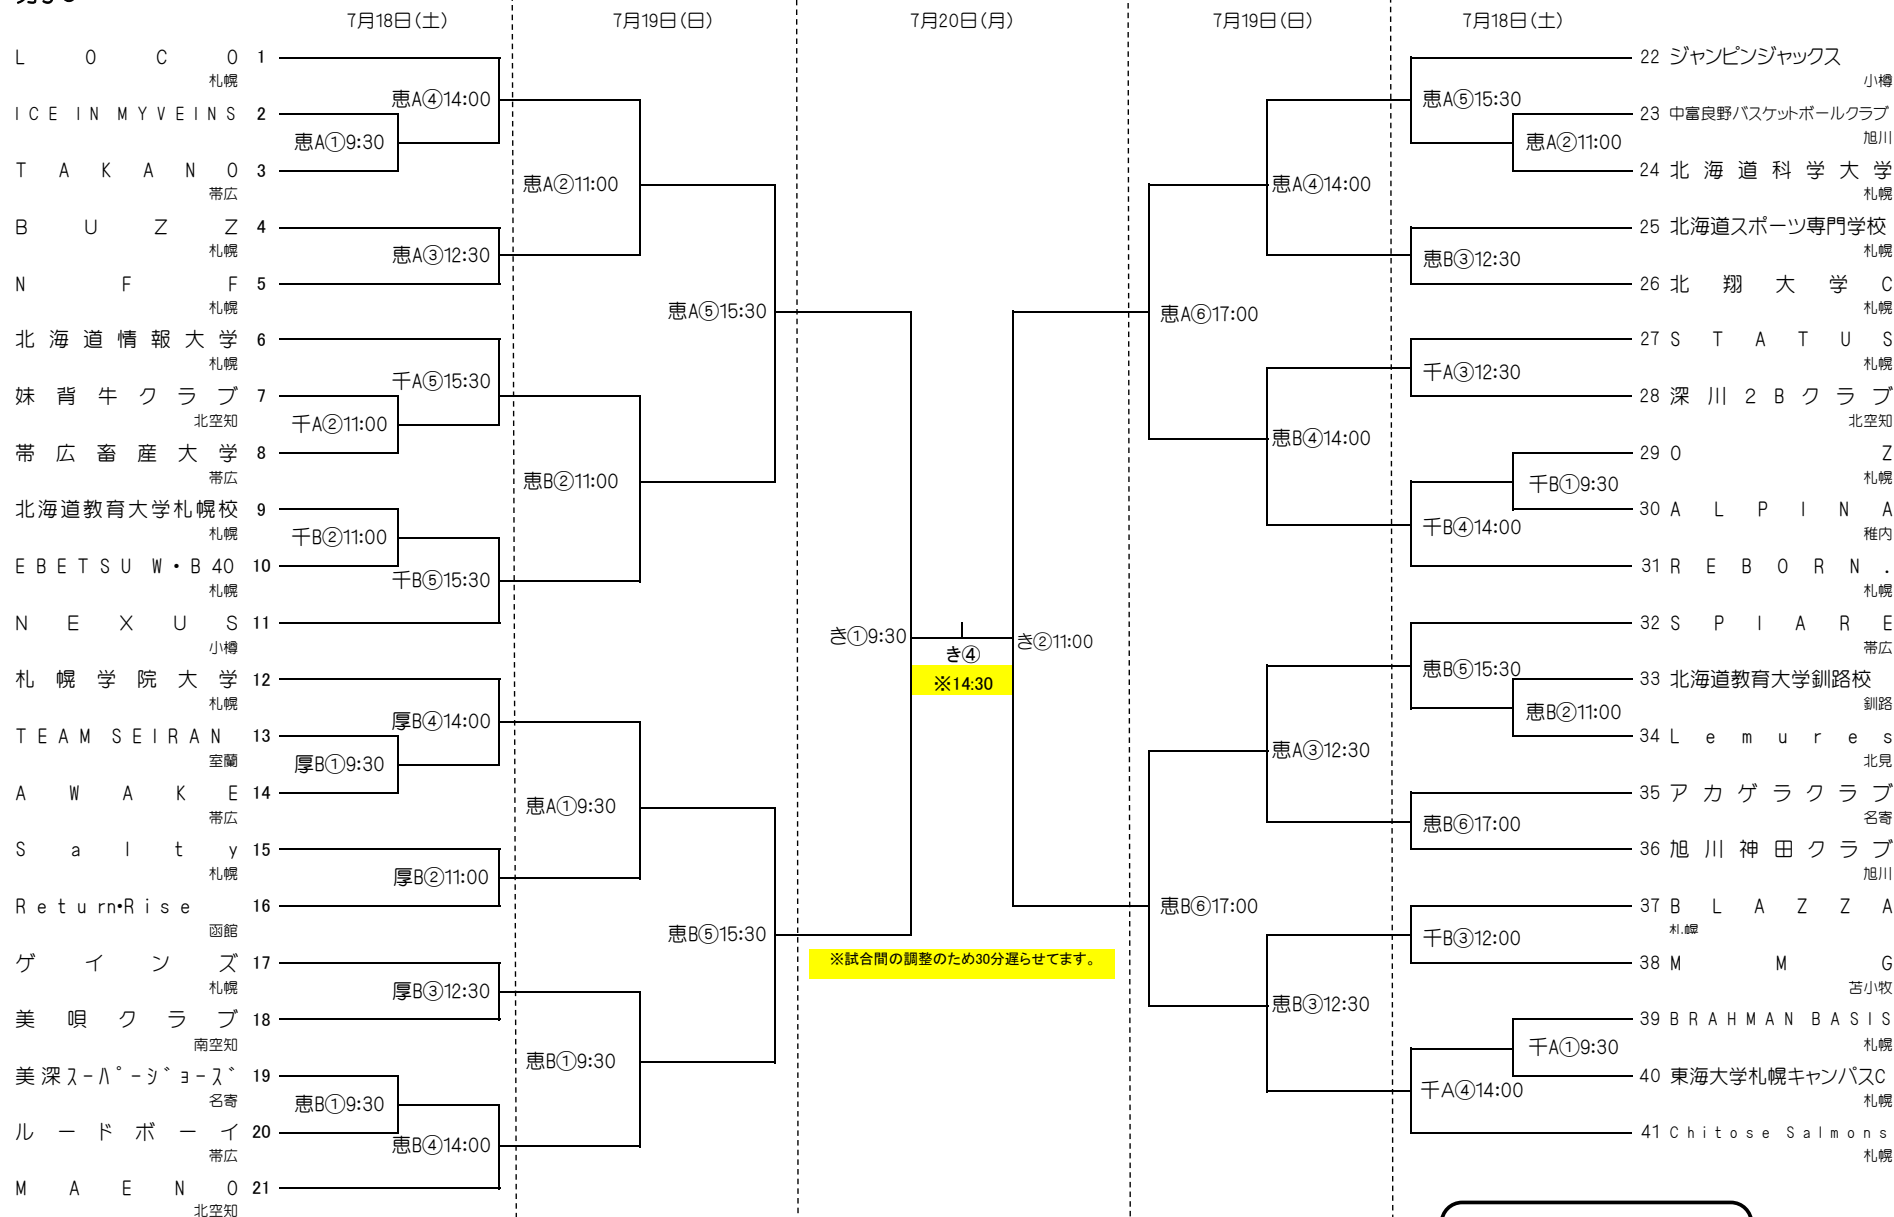 7月18日(土) 7月19日(日) 7月20日(月) 7月19日(日) 7月18日(土)
LOCO 1
札幌
ICE IN MYVEINS 2
TAKANO 3
帯広
BUZZ 4
札幌
NFF 5
札幌
北海道情報大学 6
札幌
妹背牛クラブ 7
北空知
帯広畜産大学 8
帯広
北海道教育大学札幌校 9
札幌
EBETSU W・B40 10
札幌
NEXUS 11
小樽
札幌学院大学 12
札幌
TEAM SEIRAN 13
室蘭
AWAKE 14
帯広
Salty 15
札幌
Return・Rise 16
函館
ゲインズ 17
札幌
美唄クラブ 18
南空知
美深スーパージョーズ 19
名寄
ルードボーイ 20
帯広
MAENO 21
北空知
恵A④14:00
恵A①9:30
恵A③12:30
千A⑤15:30
千A②11:00
千B②11:00
千B⑤15:30
厚B④14:00
厚B①9:30
厚B②11:00
厚B③12:30
恵B①9:30
恵B④14:00
恵A②11:00
恵B②11:00
恵A①9:30
恵B①9:30
恵A⑤15:30
恵B⑤15:30
き①9:30
き④
※14:30
き②11:00
※試合間の調整のため30分遅らせてます。
恵A⑥17:00
恵B⑥17:00
恵A④14:00
恵B④14:00
恵A③12:30
恵B③12:30
恵A⑤15:30
恵A②11:00
恵B③12:30
千A③12:30
千B①9:30
千B④14:00
恵B⑤15:30
恵B②11:00
恵B⑥17:00
千B③12:00
千A①9:30
千A④14:00
22 ジャンピンジャックス
小樽
23 中富良野バスケットボールクラブ
旭川
24 北海道科学大学
札幌
25 北海道スポーツ専門学校
札幌
26 北翔大学C
札幌
27 STATUS
札幌
28 深川2Bクラブ
北空知
29 OZ
札幌
30 ALPINA
稚内
31 REBORN.
札幌
32 SPIARE
帯広
33 北海道教育大学釧路校
釧路
34 Lemures
北見
35 アカゲラクラブ
名寄
36 旭川神田クラブ
旭川
37 BLAZZA
札幌
38 MMG
苫小牧
39 BRAHMAN BASIS
札幌
40 東海大学札幌キャンパスC
札幌
41 Chitose Salmons
札幌